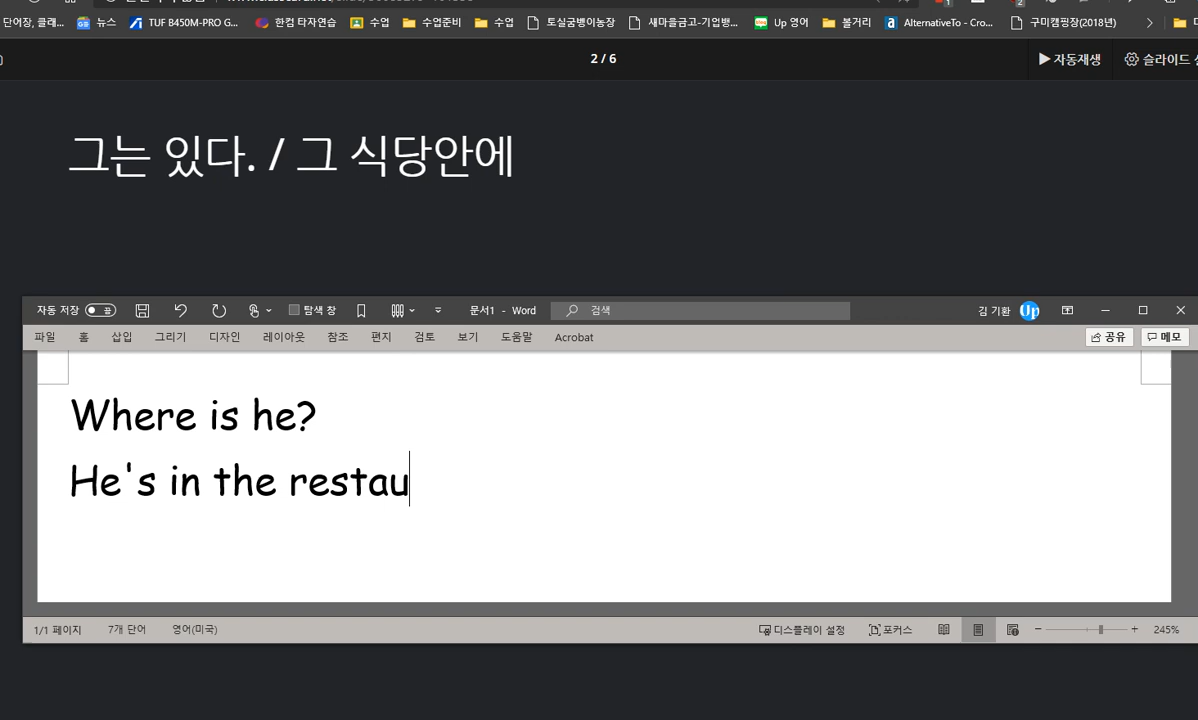 단어장, 클래... 뉴스 TUF B450M-PRO G... 한컴 타자연습 수업 수업준비 수업 토실굼뱅이농장 새마을금고-기업뱅... Up 영어 볼거리 AlternativeTo - Cro... 구미캠핑장(2018년)
2 / 6 자동재생 슬라이드
그는 있다. / 그 식당안에
자동 저장 끔 탐색 창 문서1 - Word 검색 김 기환 Up
파일 홈 삽입 그리기 디자인 레이아웃 참조 편지 검토 보기 도움말 Acrobat 공유 메모
Where is he?
He's in the restau
1/1 페이지 7개 단어 영어(미국) 디스플레이 설정 포커스 - + 245%